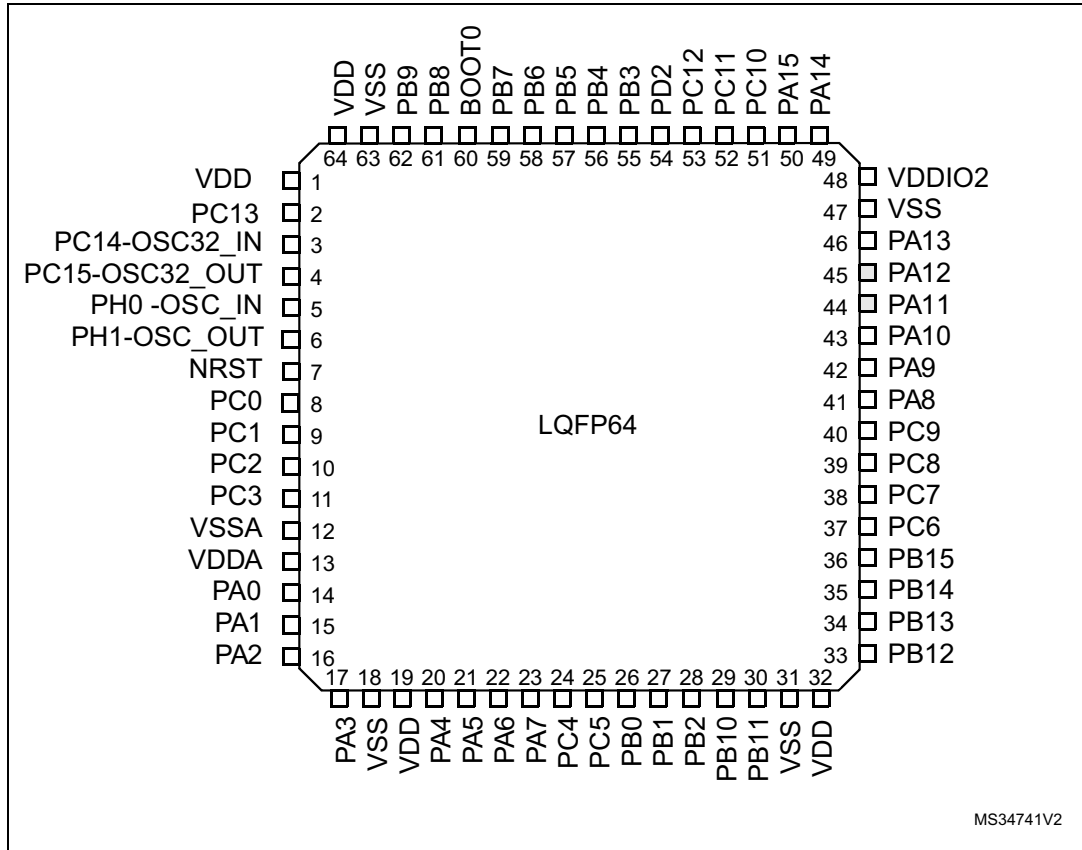 VDD
VSS
PB9
PB8
BOOT0
PB7
PB6
PB5
PB4
PB3
PD2
PC12
PC11
PC10
PA15
PA14
64 63 62 61 60 59 58 57 56 55 54 53 52 51 50 49
VDD 1
PC13 2
PC14-OSC32_IN 3
PC15-OSC32_OUT 4
PH0 -OSC_IN 5
PH1-OSC_OUT 6
NRST 7
PC0 8
PC1 9
PC2 10
PC3 11
VSSA 12
VDDA 13
PA0 14
PA1 15
PA2 16
LQFP64
48 VDDIO2
47 VSS
46 PA13
45 PA12
44 PA11
43 PA10
42 PA9
41 PA8
40 PC9
39 PC8
38 PC7
37 PC6
36 PB15
35 PB14
34 PB13
33 PB12
17 18 19 20 21 22 23 24 25 26 27 28 29 30 31 32
PA3
VSS
VDD
PA4
PA5
PA6
PA7
PC4
PC5
PB0
PB1
PB2
PB10
PB11
VSS
VDD
MS34741V2